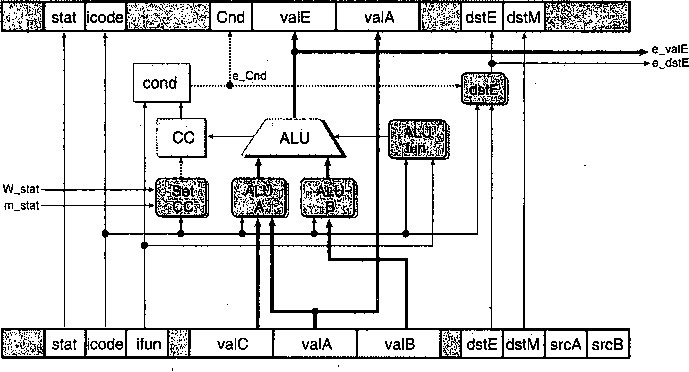 stat icode Cnd valE valA dstE dstM
e_valE
e_dstE
e_Cnd
cond
dstE
CC
ALU
ALU
fun.
W_stat
m_stat
Set
CC
ALU
A
ALU
B
stat icode ifun valC valA valB dstE dstM srcA srcB